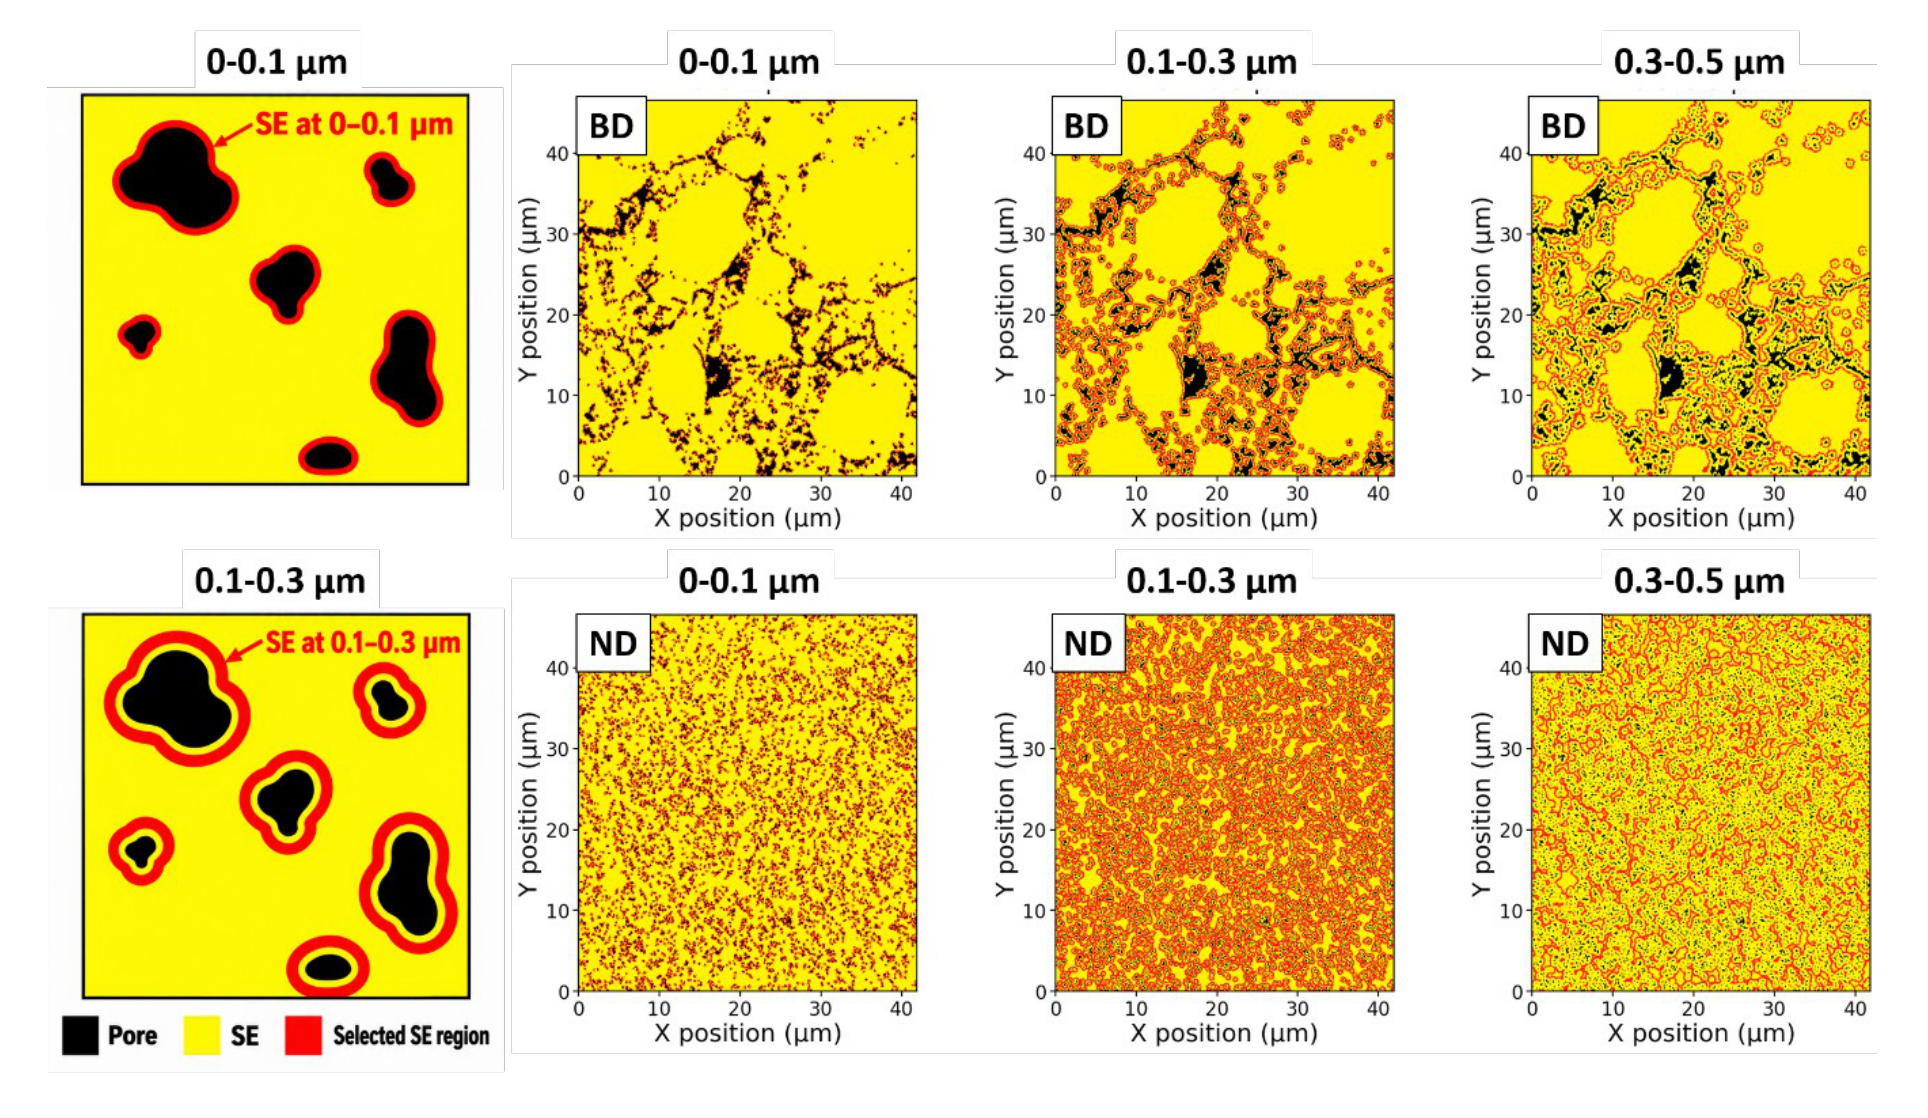 0-0.1 µm
SE at 0–0.1 µm
0-0.1 µm
BD
Y position (µm)
40
30
20
10
0
0 10 20 30 40
X position (µm)
0.1-0.3 µm
BD
Y position (µm)
40
30
20
10
0
0 10 20 30 40
X position (µm)
0.3-0.5 µm
BD
Y position (µm)
40
30
20
10
0
0 10 20 30 40
X position (µm)
0.1-0.3 µm
SE at 0.1–0.3 µm
Pore SE Selected SE region
0-0.1 µm
ND
Y position (µm)
40
30
20
10
0
0 10 20 30 40
X position (µm)
0.1-0.3 µm
ND
Y position (µm)
40
30
20
10
0
0 10 20 30 40
X position (µm)
0.3-0.5 µm
ND
Y position (µm)
40
30
20
10
0
0 10 20 30 40
X position (µm)